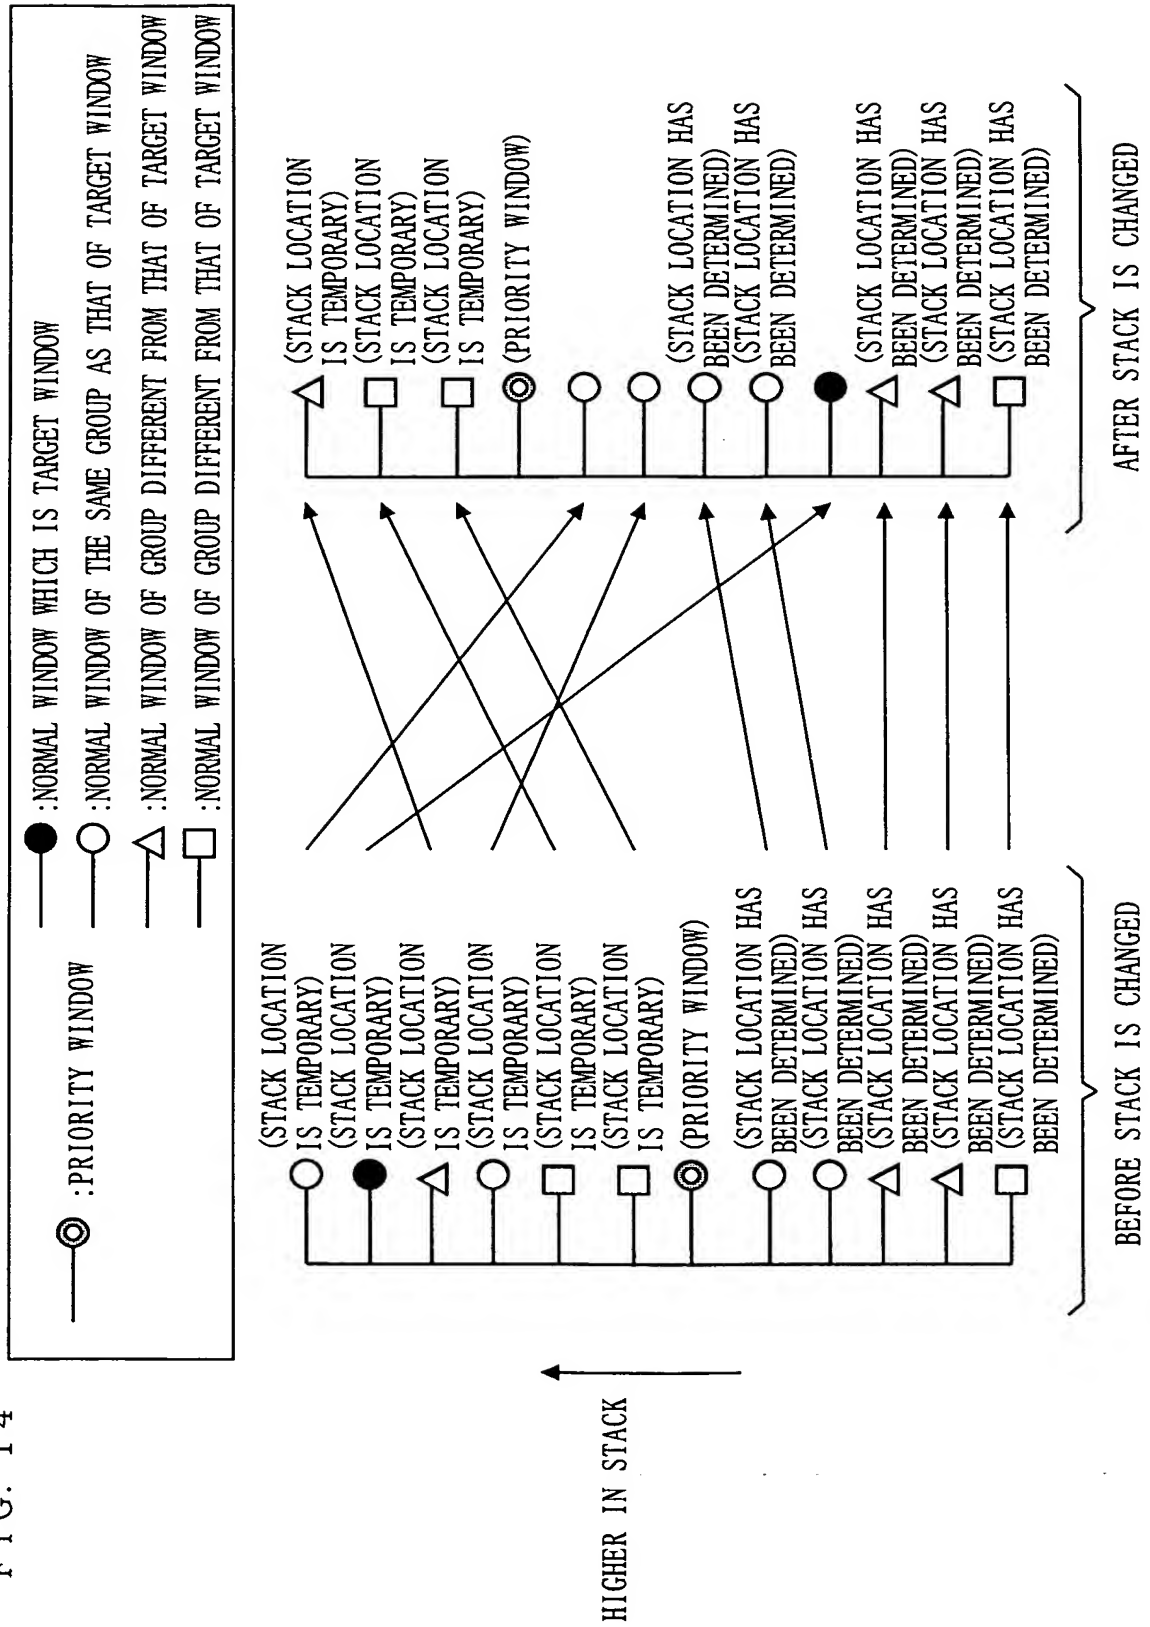 FIG. 14
:PRIORITY WINDOW
:NORMAL WINDOW WHICH IS TARGET WINDOW
:NORMAL WINDOW OF THE SAME GROUP AS THAT OF TARGET WINDOW
:NORMAL WINDOW OF GROUP DIFFERENT FROM THAT OF TARGET WINDOW
:NORMAL WINDOW OF GROUP DIFFERENT FROM THAT OF TARGET WINDOW
HIGHER IN STACK
(STACK LOCATION
IS TEMPORARY)
(STACK LOCATION
IS TEMPORARY)
(STACK LOCATION
IS TEMPORARY)
(STACK LOCATION
IS TEMPORARY)
(STACK LOCATION
IS TEMPORARY)
(STACK LOCATION
IS TEMPORARY)
(PRIORITY WINDOW)
(STACK LOCATION HAS
BEEN DETERMINED)
(STACK LOCATION HAS
BEEN DETERMINED)
(STACK LOCATION HAS
BEEN DETERMINED)
(STACK LOCATION HAS
BEEN DETERMINED)
(STACK LOCATION HAS
BEEN DETERMINED)
BEFORE STACK IS CHANGED
(STACK LOCATION
IS TEMPORARY)
(STACK LOCATION
IS TEMPORARY)
(STACK LOCATION
IS TEMPORARY)
(PRIORITY WINDOW)
(STACK LOCATION HAS
BEEN DETERMINED)
(STACK LOCATION HAS
BEEN DETERMINED)
(STACK LOCATION HAS
BEEN DETERMINED)
(STACK LOCATION HAS
BEEN DETERMINED)
(STACK LOCATION HAS
BEEN DETERMINED)
AFTER STACK IS CHANGED